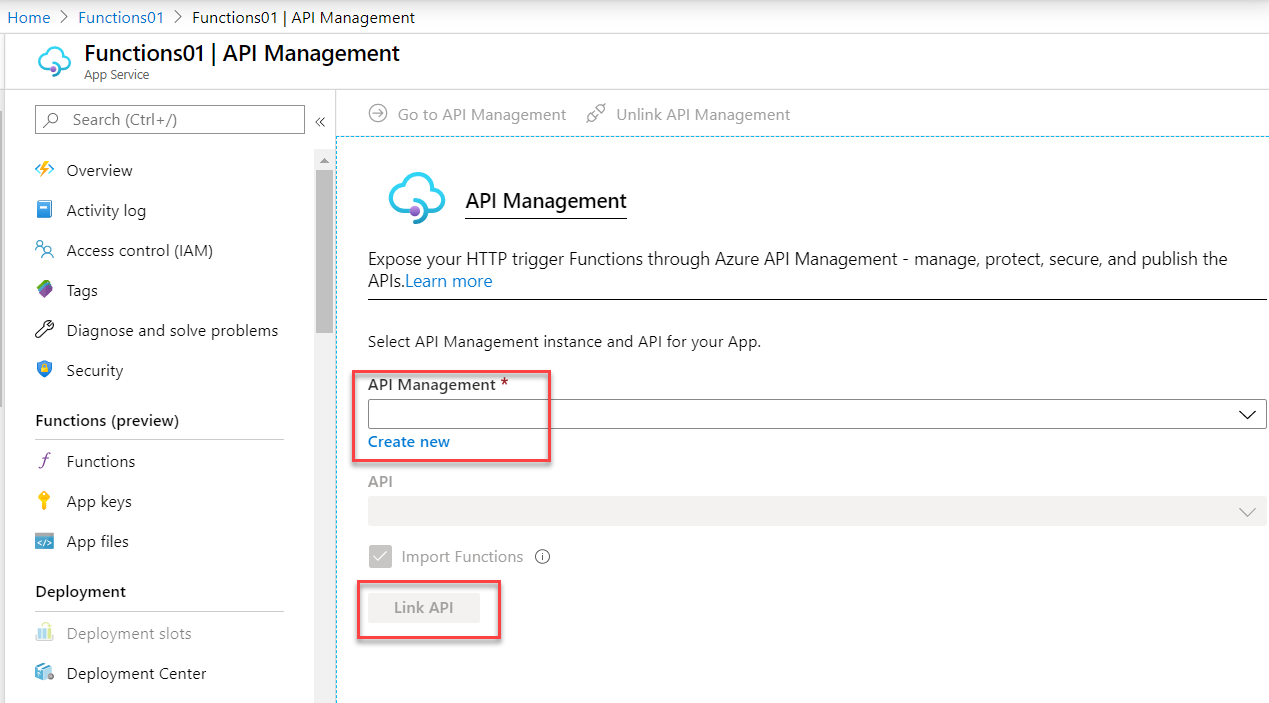 Home > Functions01 > Functions01 | API Management
Functions01 | API Management
App Service
Search (Ctrl+/)
«
Overview
Activity log
Access control (IAM)
Tags
Diagnose and solve problems
Security
Functions (preview)
Functions
App keys
App files
Deployment
Deployment slots
Deployment Center
Go to API Management Unlink API Management
API Management
Expose your HTTP trigger Functions through Azure API Management - manage, protect, secure, and publish the
APIs.Learn more
Select API Management instance and API for your App.
API Management *
Create new
API
Import Functions
Link API